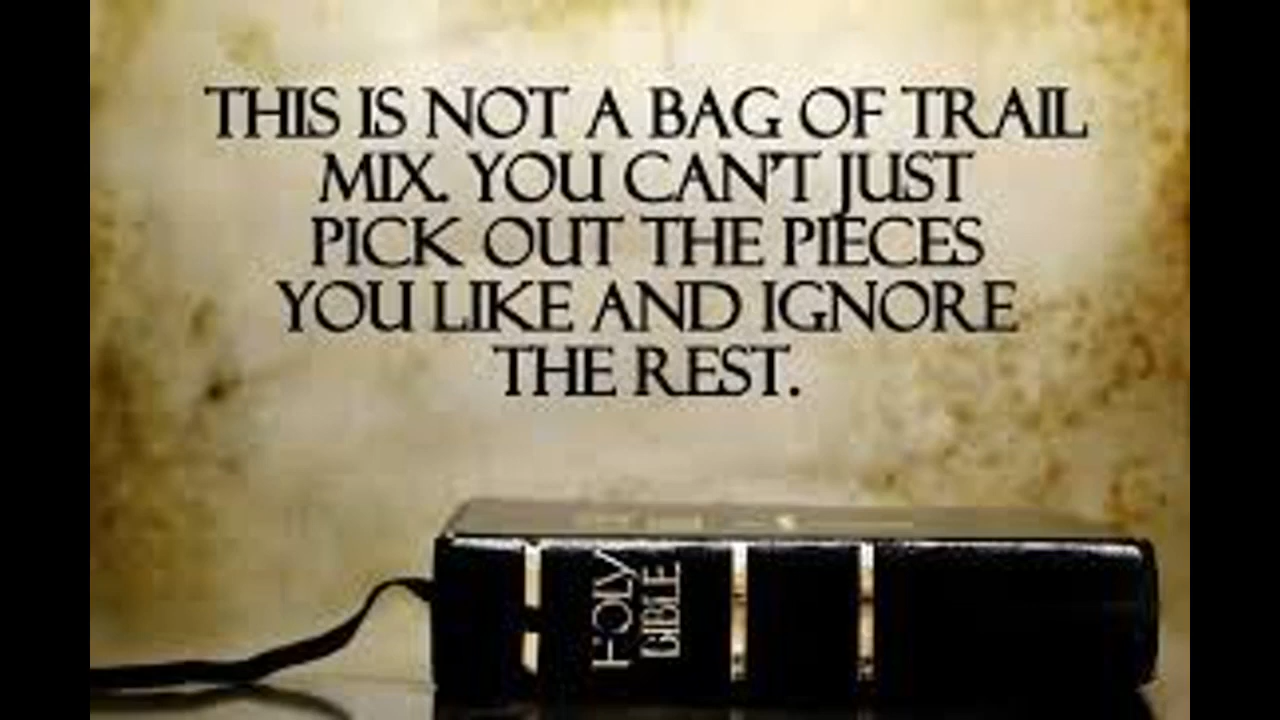 THIS IS NOT A BAG OF TRAIL
MIX. YOU CAN'T JUST
PICK OUT THE PIECES
YOU LIKE AND IGNORE
THE REST.
HOLY
BIBLE